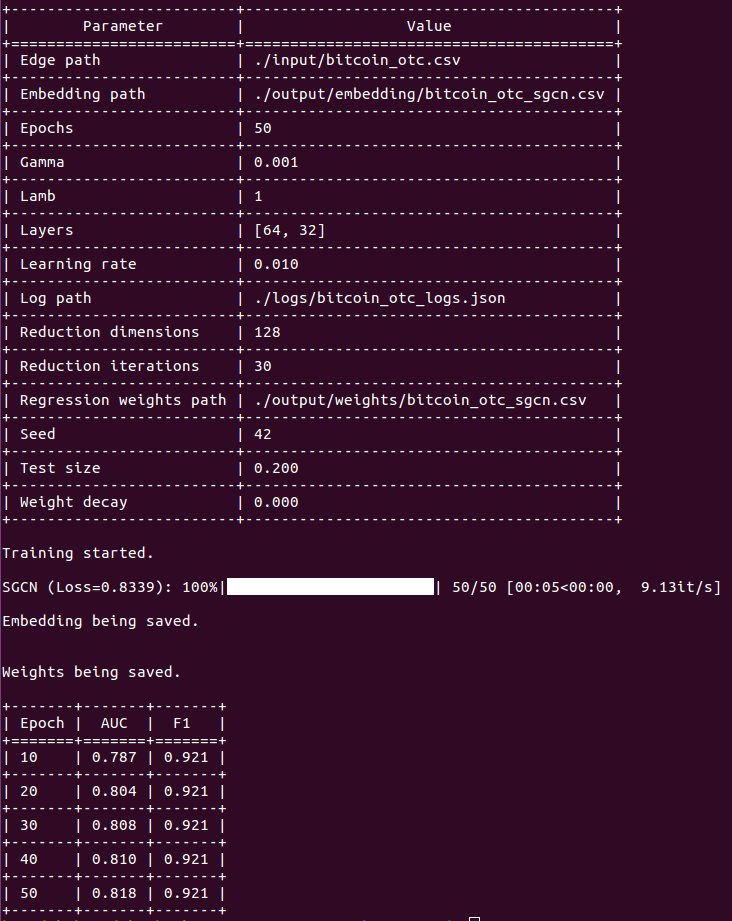 +-------------------------+-----------------------------------------+
| Parameter | Value |
+=========================+=========================================+
| Edge path | ./input/bitcoin_otc.csv |
+-------------------------+-----------------------------------------+
| Embedding path | ./output/embedding/bitcoin_otc_sgcn.csv |
+-------------------------+-----------------------------------------+
| Epochs | 50 |
+-------------------------+-----------------------------------------+
| Gamma | 0.001 |
+-------------------------+-----------------------------------------+
| Lamb | 1 |
+-------------------------+-----------------------------------------+
| Layers | [64, 32] |
+-------------------------+-----------------------------------------+
| Learning rate | 0.010 |
+-------------------------+-----------------------------------------+
| Log path | ./logs/bitcoin_otc_logs.json |
+-------------------------+-----------------------------------------+
| Reduction dimensions | 128 |
+-------------------------+-----------------------------------------+
| Reduction iterations | 30 |
+-------------------------+-----------------------------------------+
| Regression weights path | ./output/weights/bitcoin_otc_sgcn.csv |
+-------------------------+-----------------------------------------+
| Seed | 42 |
+-------------------------+-----------------------------------------+
| Test size | 0.200 |
+-------------------------+-----------------------------------------+
| Weight decay | 0.000 |
+-------------------------+-----------------------------------------+
Training started.
SGCN (Loss=0.8339): 100%|███████████████████████| 50/50 [00:05<00:00, 9.13it/s]
Embedding being saved.
Weights being saved.
+-------+-------+-------+
| Epoch | AUC | F1 |
+=======+=======+=======+
| 10 | 0.787 | 0.921 |
+-------+-------+-------+
| 20 | 0.804 | 0.921 |
+-------+-------+-------+
| 30 | 0.808 | 0.921 |
+-------+-------+-------+
| 40 | 0.810 | 0.921 |
+-------+-------+-------+
| 50 | 0.818 | 0.921 |
+-------+-------+-------+